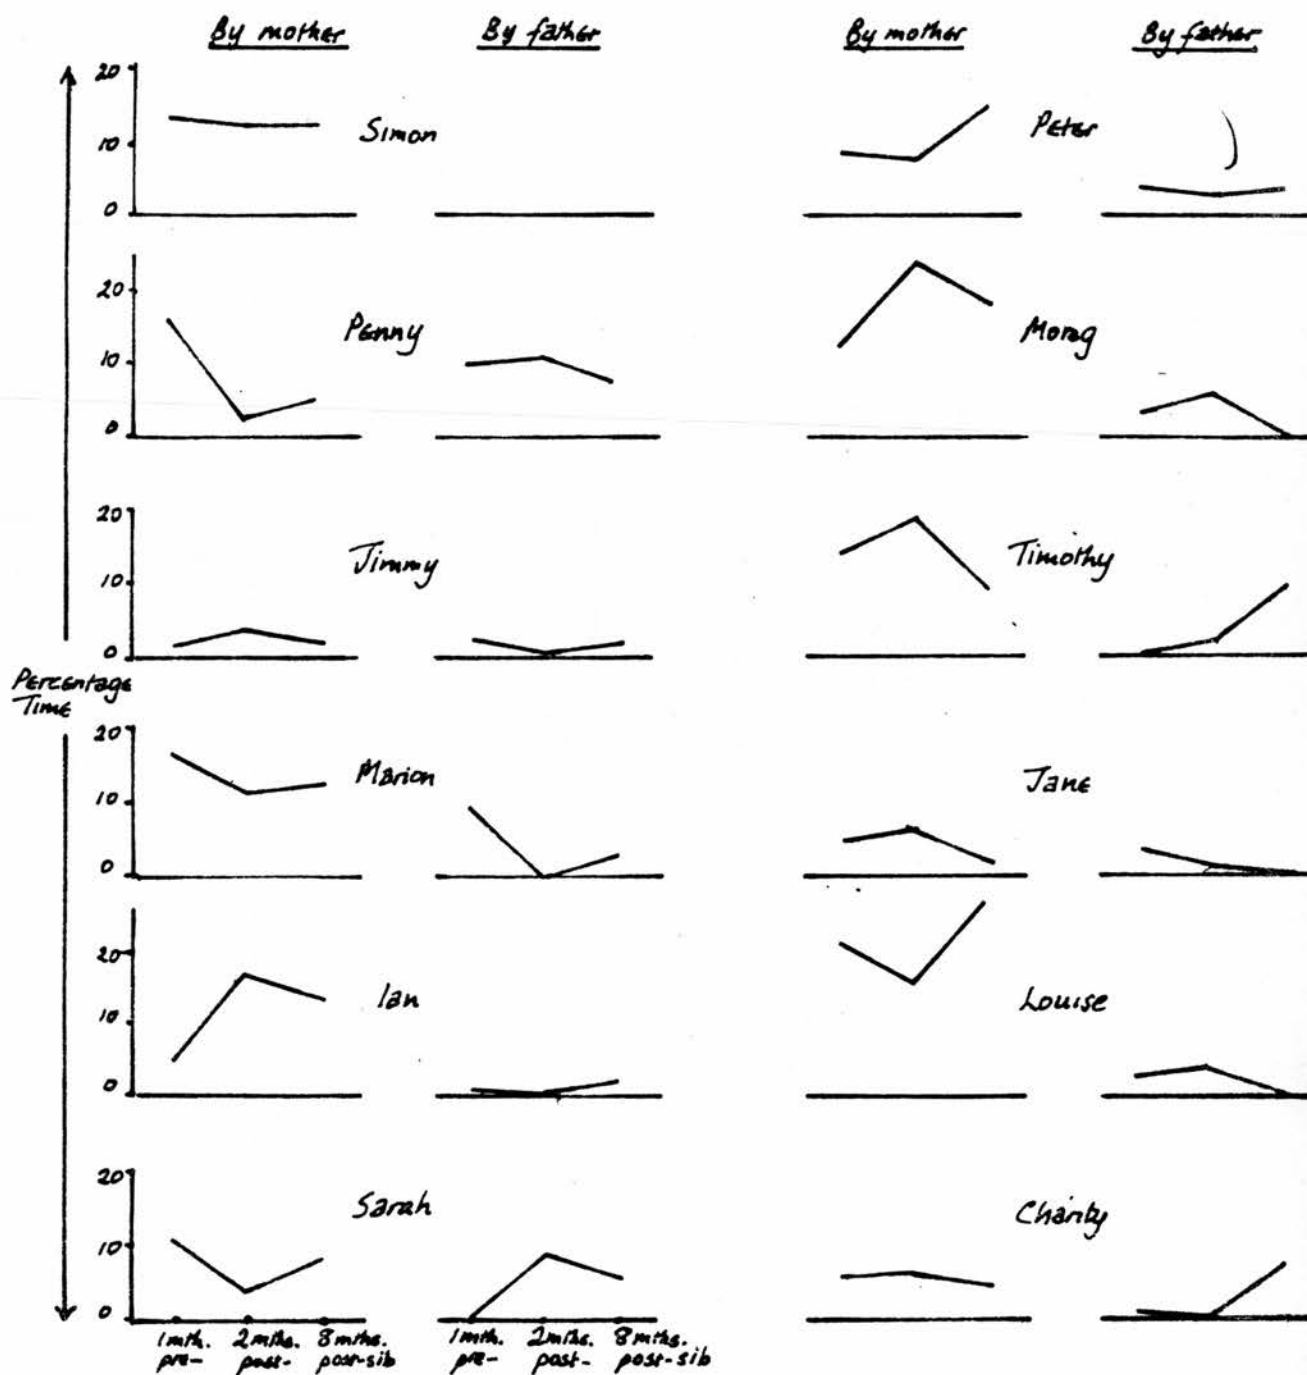 By mother By father By mother By father
20
10
0
Simon
Peter
20
10
0
Penny
Morag
20
10
0
Jimmy
Timothy
Percentage
Time
20
10
0
Marion
Jane
20
10
0
Ian
Louise
20
10
0
Sarah
Charity
1mth. 2mths. 8mths. 1mth. 2mths. 8mths.
pre- post- post-sib pre- post- post-sib